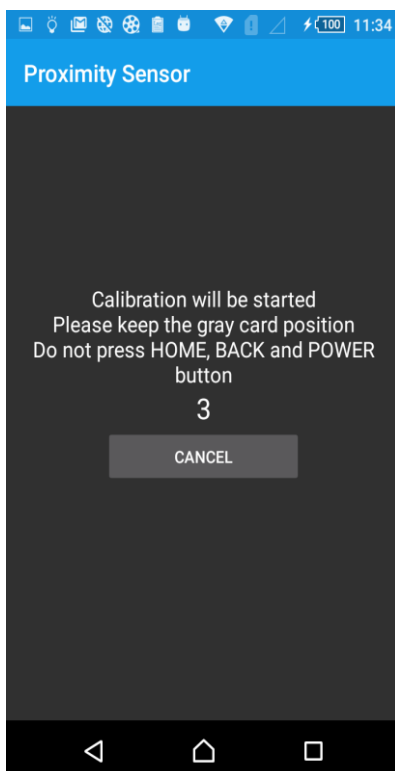 100 11:34
Proximity Sensor
Calibration will be started
Please keep the gray card position
Do not press HOME, BACK and POWER
button
3
CANCEL